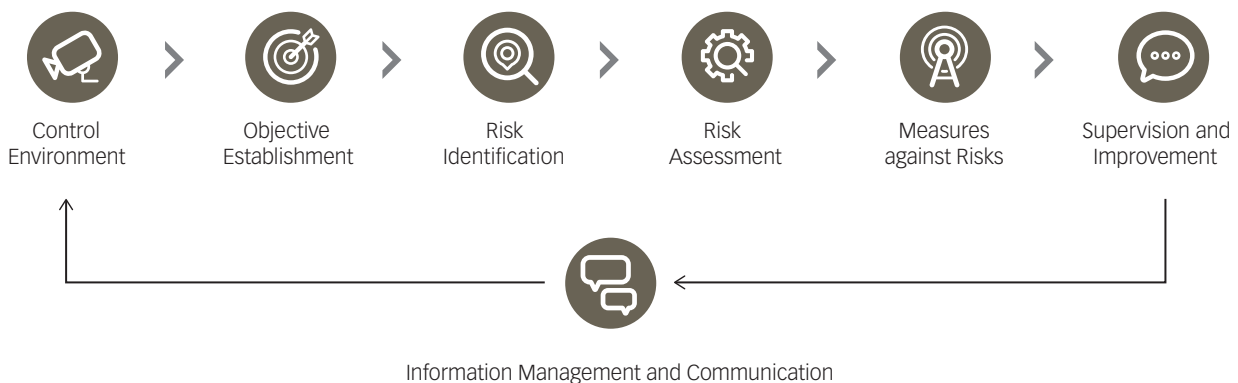 Control
Environment
Objective
Establishment
Risk
Identification
Risk
Assessment
Measures
against Risks
Supervision and
Improvement
Information Management and Communication